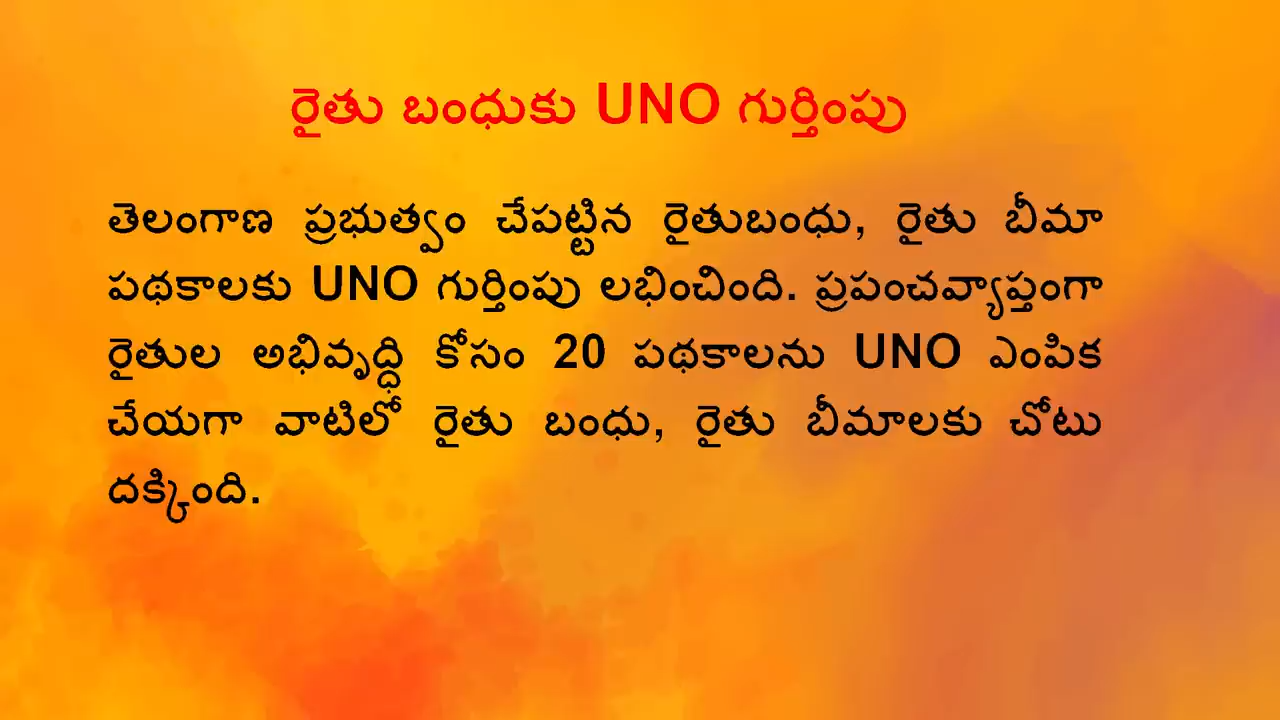 రైతు బంధుకు UNO గుర్తింపు
తెలంగాణ ప్రభుత్వం చేపట్టిన రైతుబంధు, రైతు బీమా
పథకాలకు UNO గుర్తింపు లభించింది. ప్రపంచవ్యాప్తంగా
రైతుల అభివృద్ధి కోసం 20 పథకాలను UNO ఎంపిక
చేయగా వాటిలో రైతు బంధు, రైతు బీమాలకు చోటు
దక్కింది.